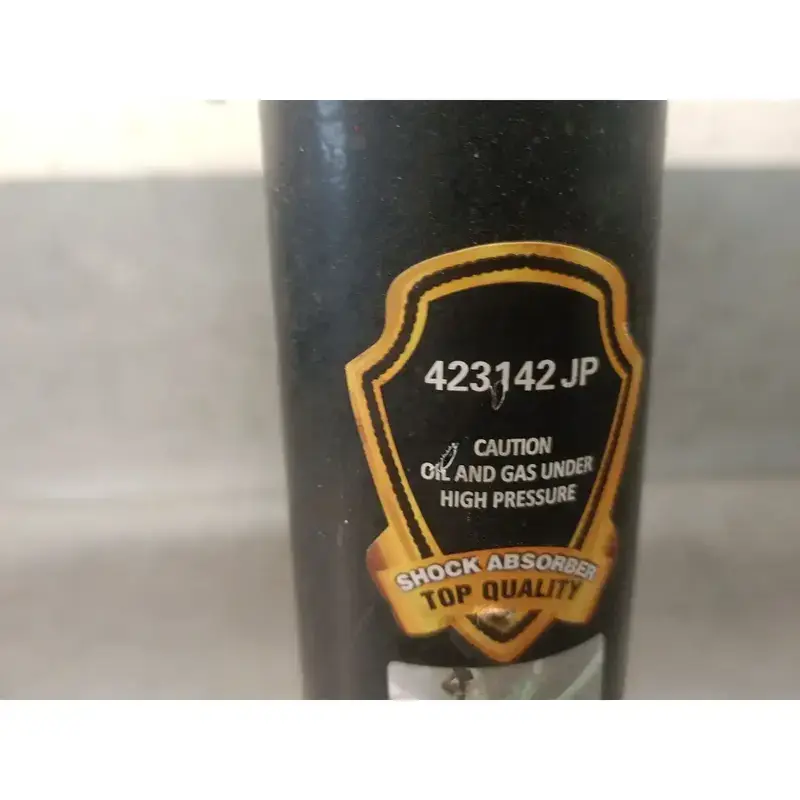 423142 JP
CAUTION
OIL AND GAS UNDER
HIGH PRESSURE
SHOCK ABSORBER
TOP QUALITY